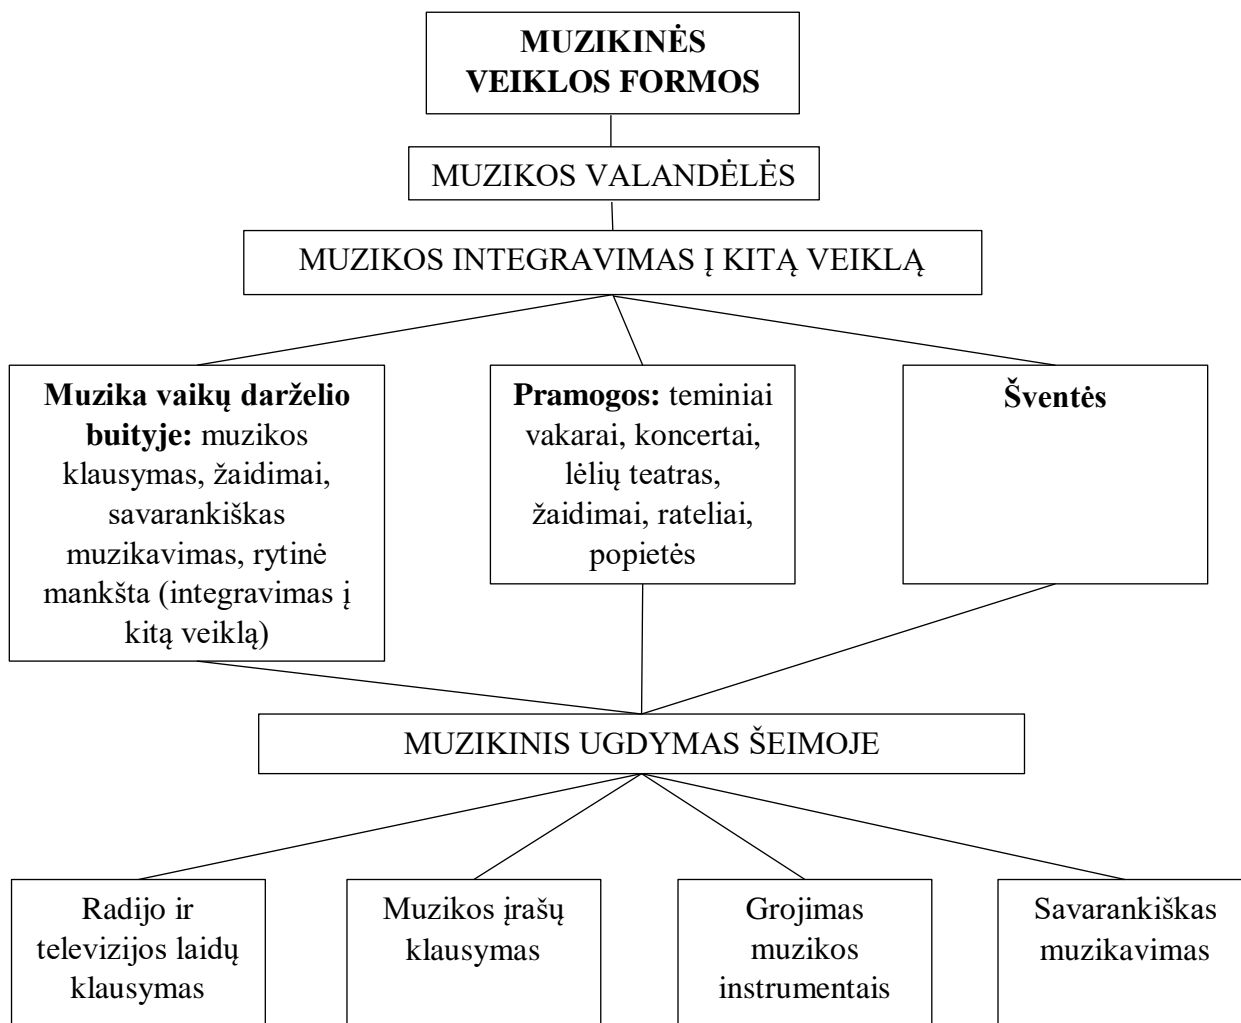 MUZIKINĖS
VEIKLOS FORMOS
MUZIKOS VALANDĖLĖS
MUZIKOS INTEGRAVIMAS Į KITĄ VEIKLĄ
Muzika vaikų darželio
buityje: muzikos
klausymas, žaidimai,
savarankiškas
muzikavimas, rytinė
mankšta (integravimas į
kitą veiklą)
Pramogos: teminiai
vakarai, koncertai,
lėlių teatras,
žaidimai, rateliai,
popietės
Šventės
MUZIKINIS UGDYMAS ŠEIMOJE
Radijo ir
televizijos laidų
klausymas
Muzikos įrašų
klausymas
Grojimas
muzikos
instrumentais
Savarankiškas
muzikavimas